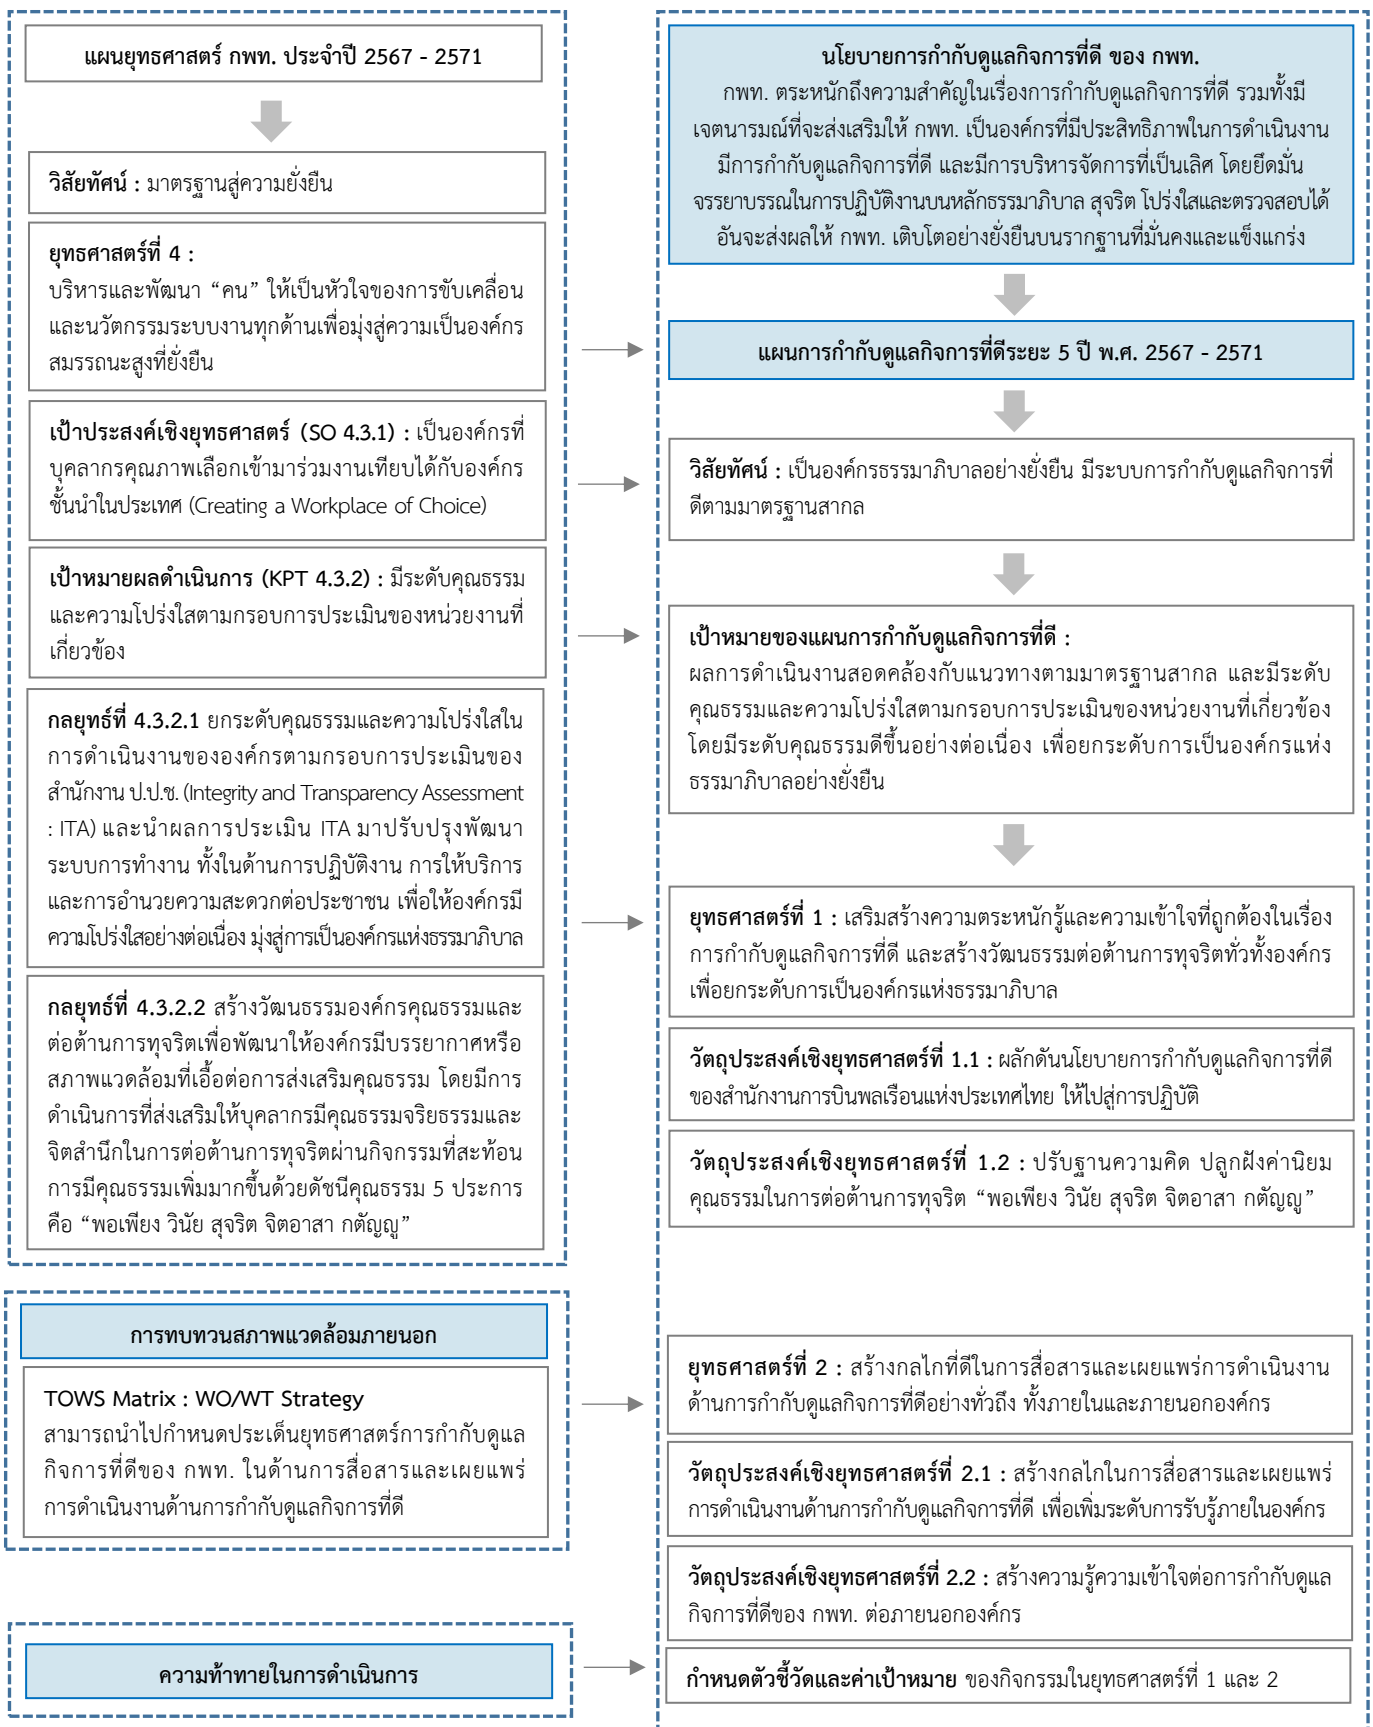 แผนยุทธศาสตร์ กพท. ประจำปี 2567 - 2571
วิสัยทัศน์ : มาตรฐานสู่ความยั่งยืน
ยุทธศาสตร์ที่ 4 :
บริหารและพัฒนา “คน” ให้เป็นหัวใจของการขับเคลื่อน
และนวัตกรรมระบบงานทุกด้านเพื่อมุ่งสู่ความเป็นองค์กร
สมรรถนะสูงที่ยั่งยืน
เป้าประสงค์เชิงยุทธศาสตร์ (SO 4.3.1) : เป็นองค์กรที่
บุคลากรคุณภาพเลือกเข้ามาร่วมงานเทียบได้กับองค์กร
ชั้นนำในประเทศ (Creating a Workplace of Choice)
เป้าหมายผลดำเนินการ (KPT 4.3.2) : มีระดับคุณธรรม
และความโปร่งใสตามกรอบการประเมินของหน่วยงานที่
เกี่ยวข้อง
กลยุทธ์ที่ 4.3.2.1 ยกระดับคุณธรรมและความโปร่งใสใน
การดำเนินงานขององค์กรตามกรอบการประเมินของ
สำนักงาน ป.ป.ช. (Integrity and Transparency Assessment
: ITA) และนำผลการประเมิน ITA มาปรับปรุงพัฒนา
ระบบการทำงาน ทั้งในด้านการปฏิบัติงาน การให้บริการ
และการอำนวยความสะดวกต่อประชาชน เพื่อให้องค์กรมี
ความโปร่งใสอย่างต่อเนื่อง มุ่งสู่การเป็นองค์กรแห่งธรรมาภิบาล
กลยุทธ์ที่ 4.3.2.2 สร้างวัฒนธรรมองค์กรคุณธรรมและ
ต่อต้านการทุจริตเพื่อพัฒนาให้องค์กรมีบรรยากาศหรือ
สภาพแวดล้อมที่เอื้อต่อการส่งเสริมคุณธรรม โดยมีการ
ดำเนินการที่ส่งเสริมให้บุคลากรมีคุณธรรมจริยธรรมและ
จิตสำนึกในการต่อต้านการทุจริตผ่านกิจกรรมที่สะท้อน
การมีคุณธรรมเพิ่มมากขึ้นด้วยดัชนีคุณธรรม 5 ประการ
คือ “พอเพียง วินัย สุจริต จิตอาสา กตัญญู”
การทบทวนสภาพแวดล้อมภายนอก
TOWS Matrix : WO/WT Strategy
สามารถนำไปกำหนดประเด็นยุทธศาสตร์การกำกับดูแล
กิจการที่ดีของ กพท. ในด้านการสื่อสารและเผยแพร่
การดำเนินงานด้านการกำกับดูแลกิจการที่ดี
ความท้าทายในการดำเนินการ
นโยบายการกำกับดูแลกิจการที่ดี ของ กพท.
กพท. ตระหนักถึงความสำคัญในเรื่องการกำกับดูแลกิจการที่ดี รวมทั้งมี
เจตนารมณ์ที่จะส่งเสริมให้ กพท. เป็นองค์กรที่มีประสิทธิภาพในการดำเนินงาน
มีการกำกับดูแลกิจการที่ดี และมีการบริหารจัดการที่เป็นเลิศ โดยยึดมั่น
จรรยาบรรณในการปฏิบัติงานบนหลักธรรมาภิบาล สุจริต โปร่งใสและตรวจสอบได้
อันจะส่งผลให้ กพท. เติบโตอย่างยั่งยืนบนรากฐานที่มั่นคงและแข็งแกร่ง
แผนการกำกับดูแลกิจการที่ดีระยะ 5 ปี พ.ศ. 2567 - 2571
วิสัยทัศน์ : เป็นองค์กรธรรมาภิบาลอย่างยั่งยืน มีระบบการกำกับดูแลกิจการที่
ดีตามมาตรฐานสากล
เป้าหมายของแผนการกำกับดูแลกิจการที่ดี :
ผลการดำเนินงานสอดคล้องกับแนวทางตามมาตรฐานสากล และมีระดับ
คุณธรรมและความโปร่งใสตามกรอบการประเมินของหน่วยงานที่เกี่ยวข้อง
โดยมีระดับคุณธรรมดีขึ้นอย่างต่อเนื่อง เพื่อยกระดับการเป็นองค์กรแห่ง
ธรรมาภิบาลอย่างยั่งยืน
ยุทธศาสตร์ที่ 1 : เสริมสร้างความตระหนักรู้และความเข้าใจที่ถูกต้องในเรื่อง
การกำกับดูแลกิจการที่ดี และสร้างวัฒนธรรมต่อต้านการทุจริตทั่วทั้งองค์กร
เพื่อยกระดับการเป็นองค์กรแห่งธรรมาภิบาล
วัตถุประสงค์เชิงยุทธศาสตร์ที่ 1.1 : ผลักดันนโยบายการกำกับดูแลกิจการที่ดี
ของสำนักงานการบินพลเรือนแห่งประเทศไทย ให้ไปสู่การปฏิบัติ
วัตถุประสงค์เชิงยุทธศาสตร์ที่ 1.2 : ปรับฐานความคิด ปลูกฝังค่านิยม
คุณธรรมในการต่อต้านการทุจริต “พอเพียง วินัย สุจริต จิตอาสา กตัญญู”
ยุทธศาสตร์ที่ 2 : สร้างกลไกที่ดีในการสื่อสารและเผยแพร่การดำเนินงาน
ด้านการกำกับดูแลกิจการที่ดีอย่างทั่วถึง ทั้งภายในและภายนอกองค์กร
วัตถุประสงค์เชิงยุทธศาสตร์ที่ 2.1 : สร้างกลไกในการสื่อสารและเผยแพร่
การดำเนินงานด้านการกำกับดูแลกิจการที่ดี เพื่อเพิ่มระดับการรับรู้ภายในองค์กร
วัตถุประสงค์เชิงยุทธศาสตร์ที่ 2.2 : สร้างความรู้ความเข้าใจต่อการกำกับดูแล
กิจการที่ดีของ กพท. ต่อภายนอกองค์กร
กำหนดตัวชี้วัดและค่าเป้าหมาย ของกิจกรรมในยุทธศาสตร์ที่ 1 และ 2